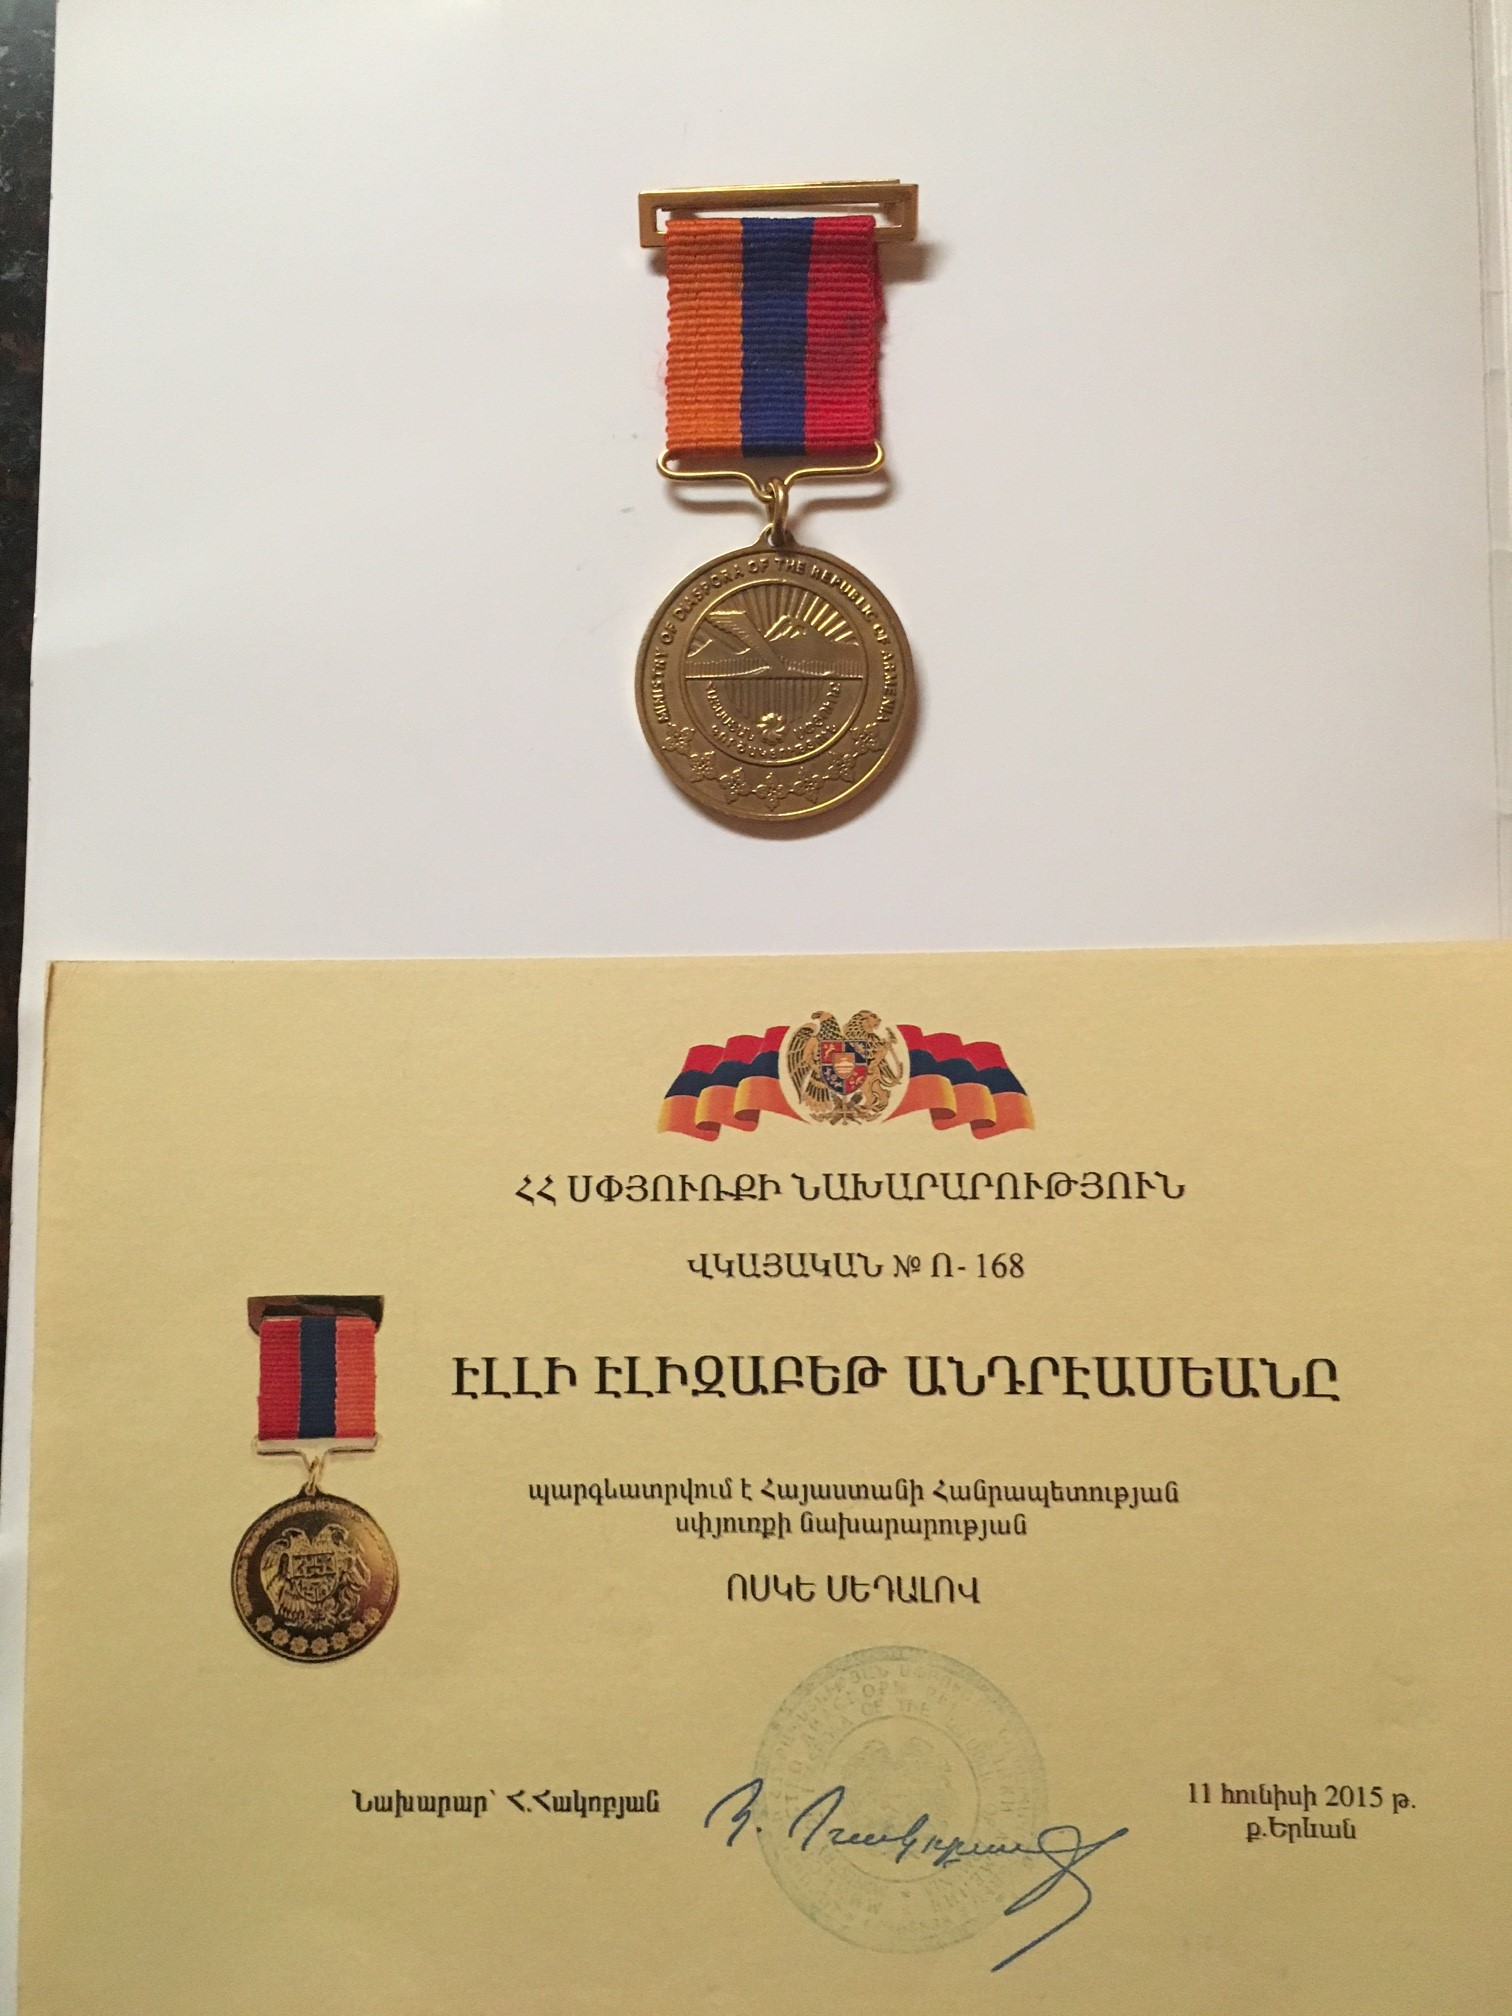 MINISTRY OF DIASPORA OF THE REPUBLIC OF ARMENIA
ՀԱՅԱՍՏԱՆ
ՀՀ ՍՓՅՈՒՌՔԻ ՆԱԽԱՐԱՐՈՒԹՅՈՒՆ
ՎԿԱՅԱԿԱՆ № Ո- 168
ԷԼԼԻ ԷԼԻԶԱԲԵԹ ԱՆԴՐԷԱՍԵԱՆԸ
պարգևատրվում է Հայաստանի Հանրապետության
սփյուռքի նախարարության
ՈՍԿԵ ՄԵԴԱԼՈՎ
Նախարար՝ Հ.Հակոբյան
11 հունիսի 2015 թ.
ք.Երևան